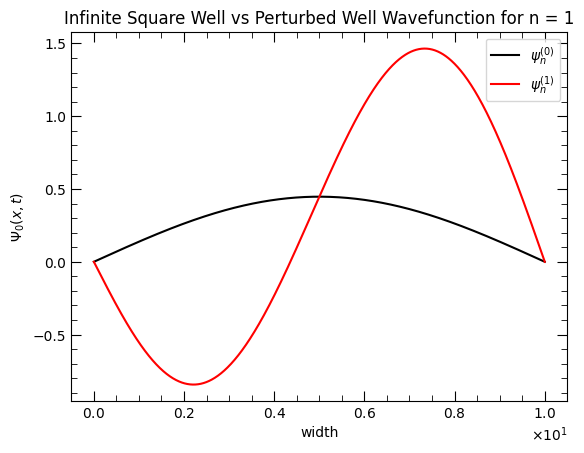 Infinite Square Well vs Perturbed Well Wavefunction for n = 1
1.5
1.0
0.5
0.0
−0.5
Ψ₀(x, t)
ψₙ⁽⁰⁾
ψₙ⁽¹⁾
0.0 0.2 0.4 0.6 0.8 1.0
width
×10¹